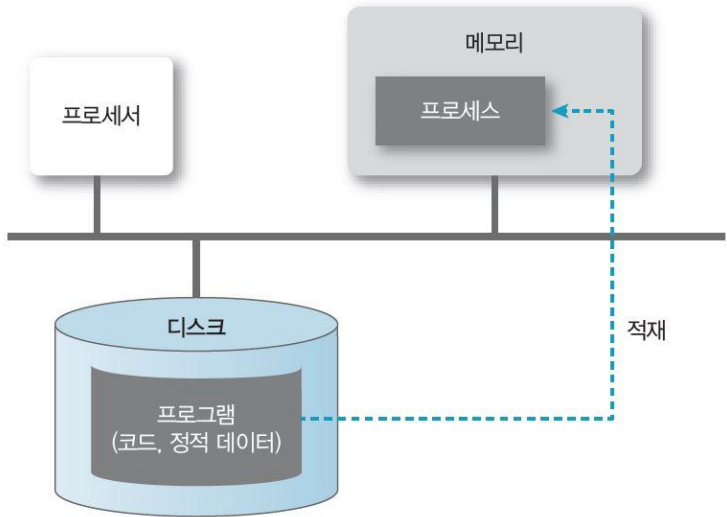 메모리
프로세서
프로세스
디스크
적재
프로그램
(코드, 정적 데이터)